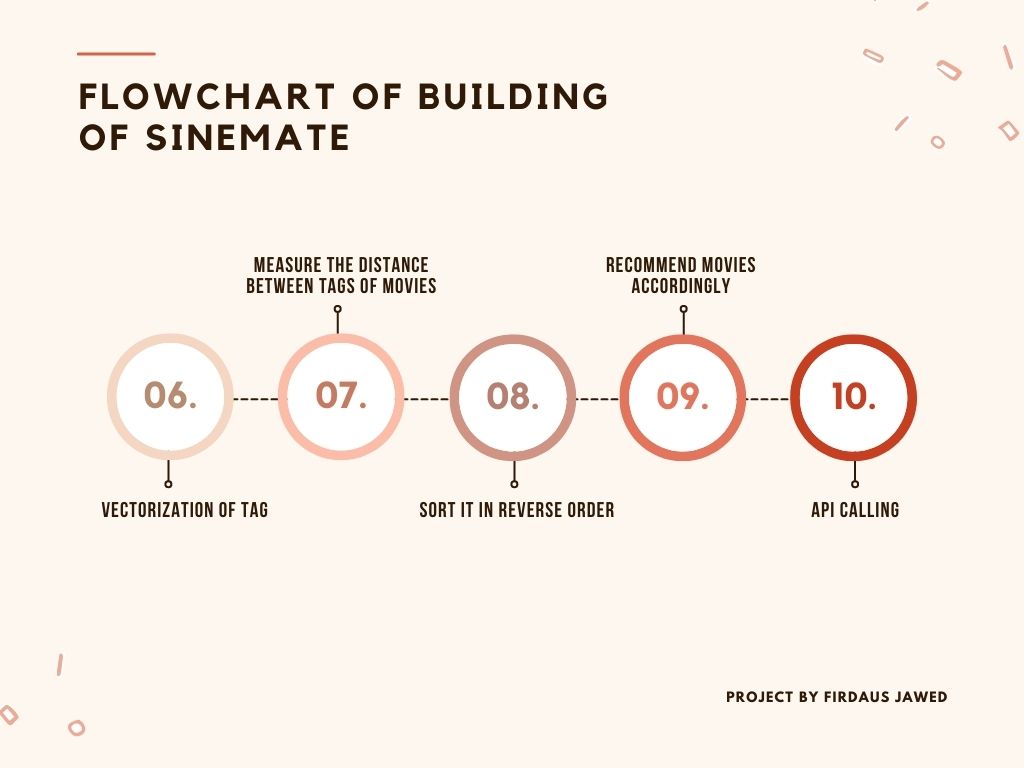 FLOWCHART OF BUILDING
OF SINEMATE
MEASURE THE DISTANCE
BETWEEN TAGS OF MOVIES
RECOMMEND MOVIES
ACCORDINGLY
06.
07.
08.
09.
10.
VECTORIZATION OF TAG
SORT IT IN REVERSE ORDER
API CALLING
PROJECT BY FIRDAUS JAWED